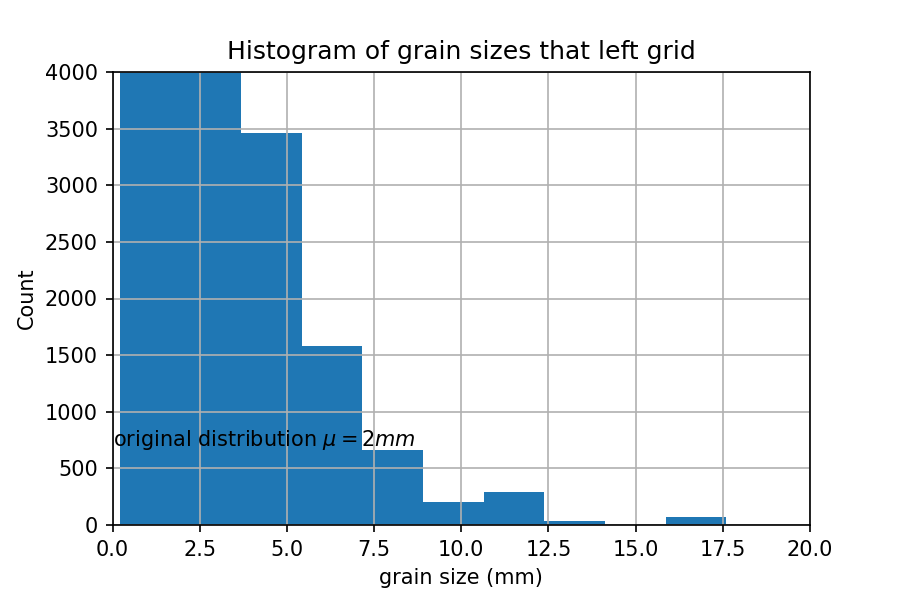 Histogram of grain sizes that left grid
4000
3500
3000
2500
2000
1500
1000
500
0
Count
original distribution μ = 2mm
0.0 2.5 5.0 7.5 10.0 12.5 15.0 17.5 20.0
grain size (mm)